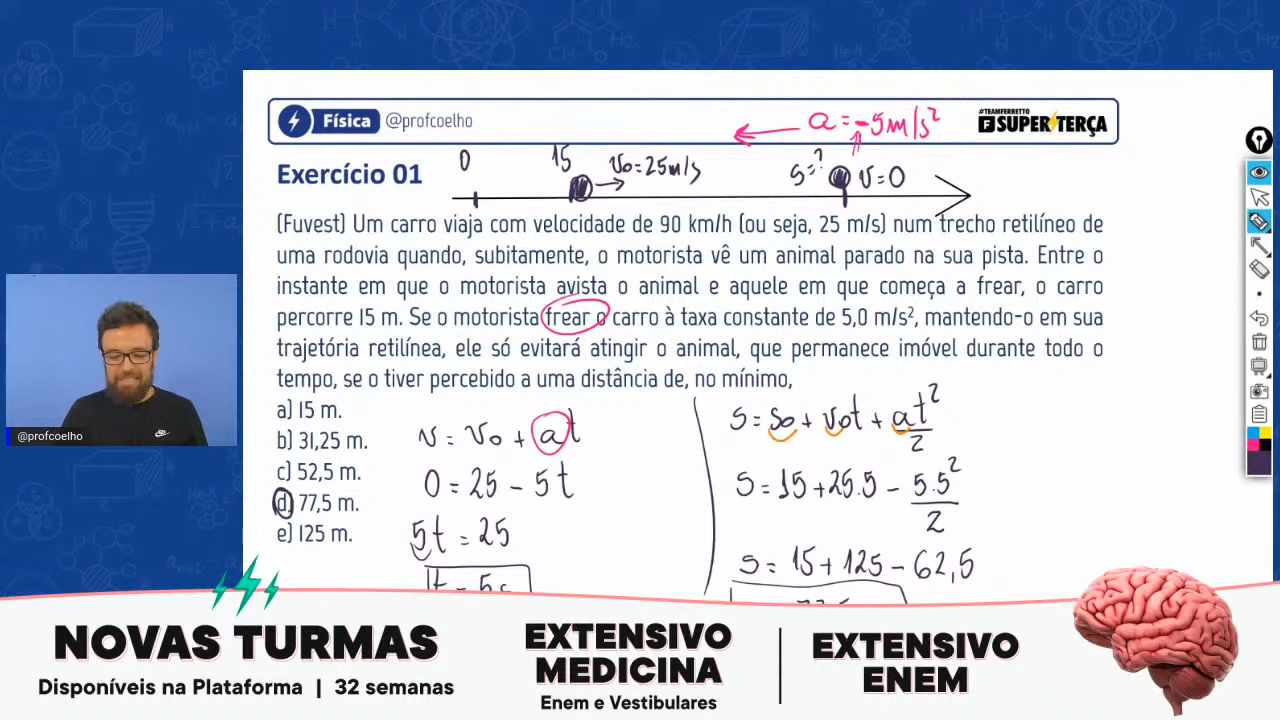 Física @profcoelho
a = -5m/s²
#TEAMFERRETTO
SUPERTERÇA
0
15
v₀=25m/s
S=?
v=0
Exercício 01
(Fuvest) Um carro viaja com velocidade de 90 km/h (ou seja, 25 m/s) num trecho retilíneo de
uma rodovia quando, subitamente, o motorista vê um animal parado na sua pista. Entre o
instante em que o motorista avista o animal e aquele em que começa a frear, o carro
percorre 15 m. Se o motorista frear o carro à taxa constante de 5,0 m/s², mantendo-o em sua
trajetória retilínea, ele só evitará atingir o animal, que permanece imóvel durante todo o
tempo, se o tiver percebido a uma distância de, no mínimo,
a) 15 m.
b) 31,25 m.
c) 52,5 m.
d) 77,5 m.
e) 125 m.
v = v₀ + at
0 = 25 - 5t
5t = 25
S = S₀ + v₀t + at²/2
S = 15 + 25.5 - 5.5²/2
S = 15 + 125 - 62,5
@profcoelho
NOVAS TURMAS
Disponíveis na Plataforma | 32 semanas
EXTENSIVO
MEDICINA
Enem e Vestibulares
EXTENSIVO
ENEM